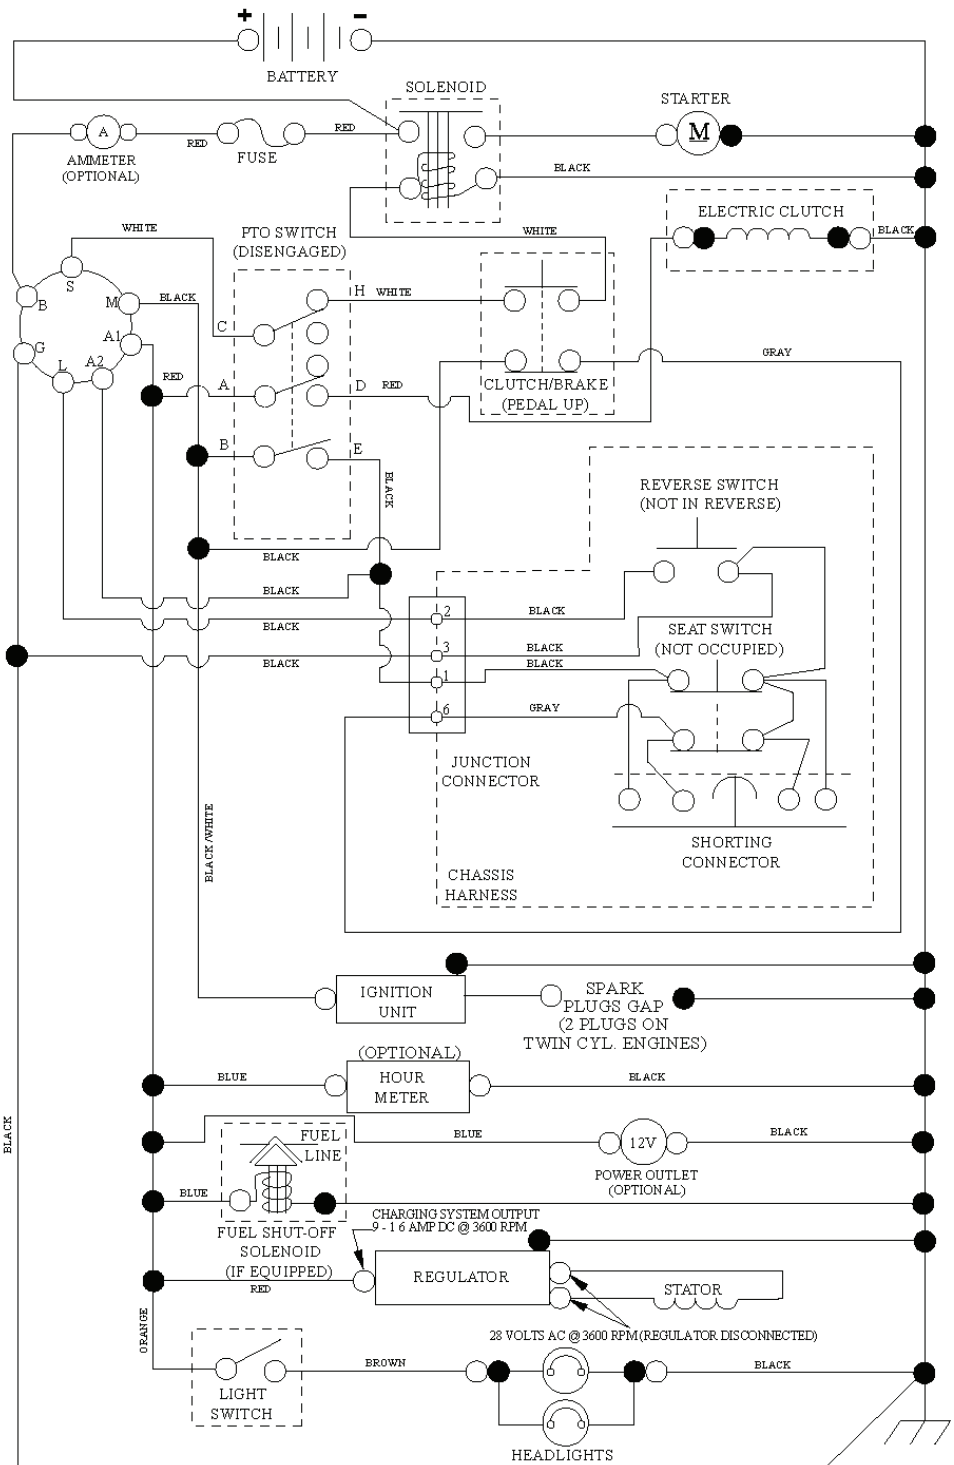 + −
BATTERY
SOLENOID
STARTER
M
A
RED
FUSE
RED
AMMETER
(OPTIONAL)
BLACK
ELECTRIC CLUTCH
BLACK
WHITE
PTO SWITCH
(DISENGAGED)
WHITE
S
B
M
BLACK
H
WHITE
C
A1
G
L
A2
RED
A
D
RED
GRAY
CLUTCH/BRAKE
(PEDAL UP)
B
E
BLACK
REVERSE SWITCH
(NOT IN REVERSE)
BLACK
BLACK
2
BLACK
BLACK
SEAT SWITCH
(NOT OCCUPIED)
3
BLACK
BLACK
BLACK
1
6
GRAY
JUNCTION
CONNECTOR
BLACK/WHITE
SHORTING
CONNECTOR
CHASSIS
HARNESS
IGNITION
UNIT
SPARK
PLUGS GAP
(2 PLUGS ON
TWIN CYL. ENGINES)
(OPTIONAL)
HOUR
METER
BLUE
BLACK
BLACK
FUEL
LINE
BLUE
12V
BLACK
POWER OUTLET
(OPTIONAL)
BLUE
CHARGING SYSTEM OUTPUT
9 - 1 6 AMP DC @ 3600 RPM
FUEL SHUT-OFF
SOLENOID
(IF EQUIPPED)
RED
REGULATOR
STATOR
28 VOLTS AC @ 3600 RPM (REGULATOR DISCONNECTED)
ORANGE
BROWN
BLACK
LIGHT
SWITCH
HEADLIGHTS